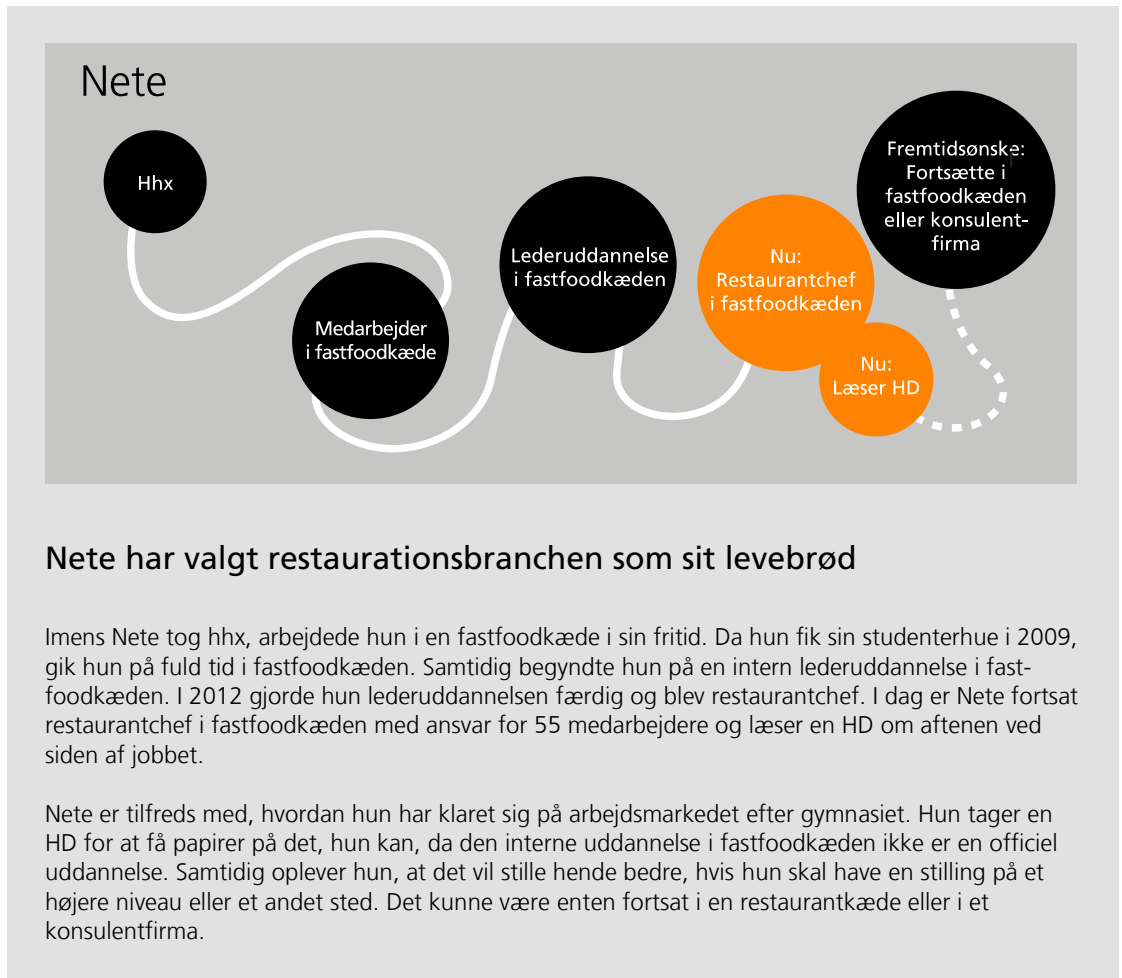 Nete
Hhx
Medarbejder
i fastfoodkæde
Lederuddannelse
i fastfoodkæden
Nu:
Restaurantchef
i fastfoodkæden
Nu:
Læser HD
Fremtidsønske:
Fortsætte i
fastfoodkæden
eller konsulent-
firma
Nete har valgt restaurationsbranchen som sit levebrød
Imens Nete tog hhx, arbejdede hun i en fastfoodkæde i sin fritid. Da hun fik sin studenterhue i 2009,
gik hun på fuld tid i fastfoodkæden. Samtidig begyndte hun på en intern lederuddannelse i fast-
foodkæden. I 2012 gjorde hun lederuddannelsen færdig og blev restaurantchef. I dag er Nete fortsat
restaurantchef i fastfoodkæden med ansvar for 55 medarbejdere og læser en HD om aftenen ved
siden af jobbet.
Nete er tilfreds med, hvordan hun har klaret sig på arbejdsmarkedet efter gymnasiet. Hun tager en
HD for at få papirer på det, hun kan, da den interne uddannelse i fastfoodkæden ikke er en officiel
uddannelse. Samtidig oplever hun, at det vil stille hende bedre, hvis hun skal have en stilling på et
højere niveau eller et andet sted. Det kunne være enten fortsat i en restaurantkæde eller i et
konsulentfirma.